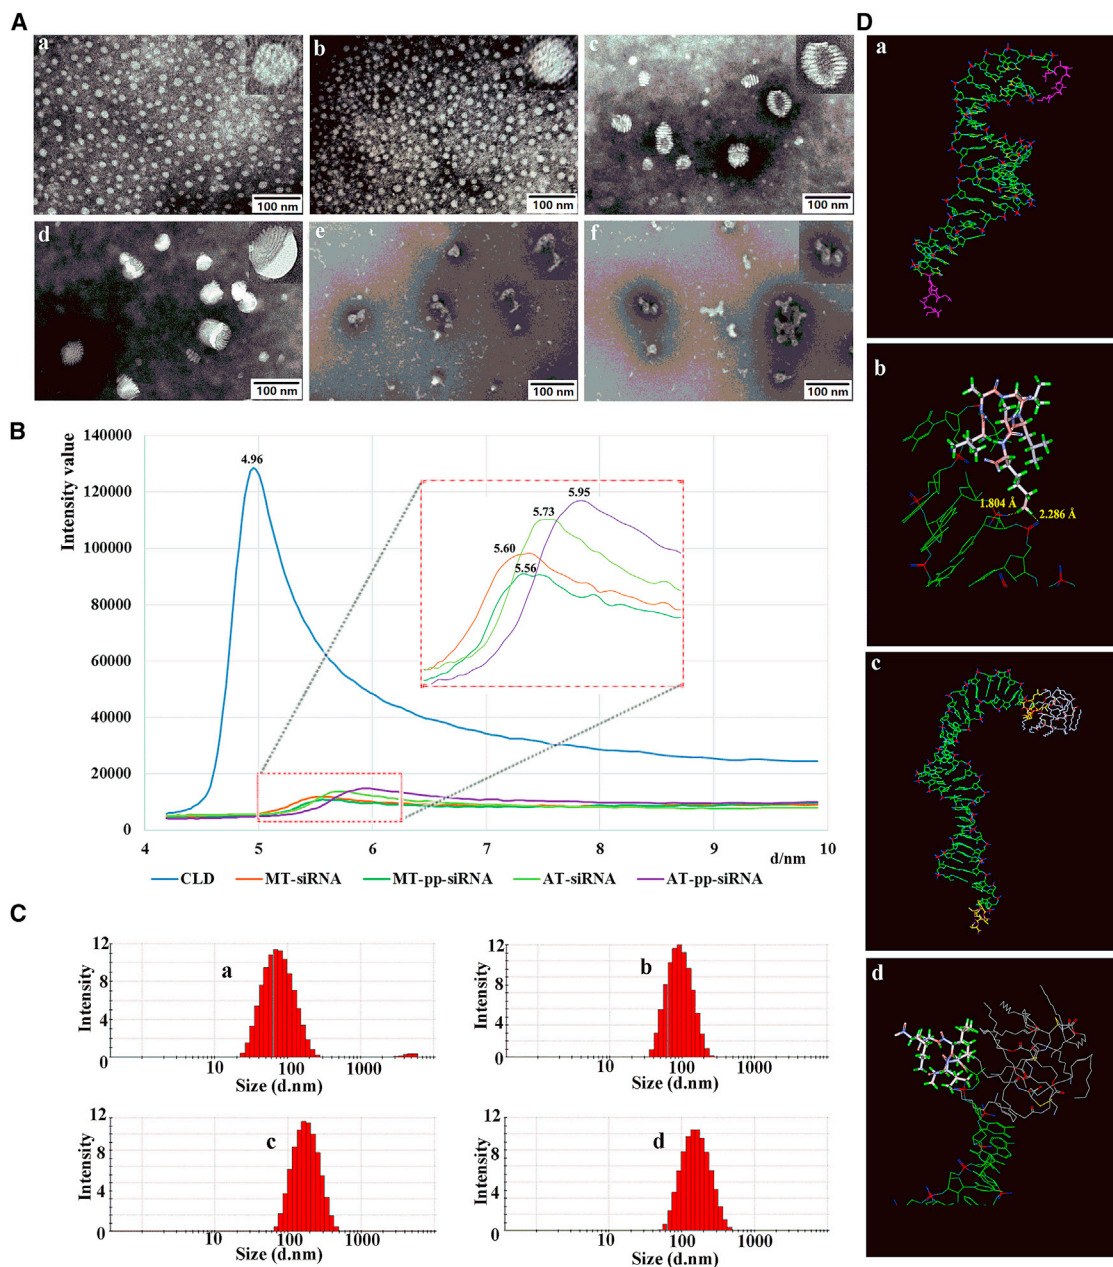 A
a
b
c
100 nm
100 nm
100 nm
d
e
f
100 nm
100 nm
100 nm
B
Intensity value
140000
120000
100000
80000
60000
40000
20000
0
4.96
5.95
5.73
5.60
5.56
4
5
6
7
8
9
10
d/nm
CLD
MT-siRNA
MT-pp-siRNA
AT-siRNA
AT-pp-siRNA
C
a
Intensity
12
8
4
0
10
100
1000
Size (d.nm)
b
Intensity
12
8
4
0
10
100
1000
Size (d.nm)
c
Intensity
12
8
4
0
10
100
1000
Size (d.nm)
d
Intensity
12
8
4
0
10
100
1000
Size (d.nm)
D
a
b
1.804 Å
2.286 Å
c
d